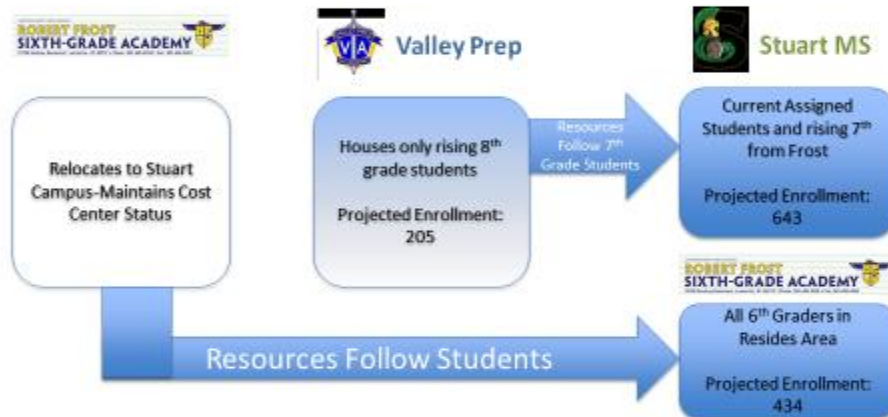 ROBERT FROST
SIXTH-GRADE ACADEMY
VTA
Valley Prep
Stuart MS
Relocates to Stuart
Campus-Maintains Cost
Center Status
Houses only rising 8th
grade students
Projected Enrollment:
205
Resources
Follow 7th
Grade Students
Current Assigned
Students and rising 7th
from Frost
Projected Enrollment:
643
ROBERT FROST
SIXTH-GRADE ACADEMY
All 6th Graders in
Resides Area
Projected Enrollment:
434
Resources Follow Students